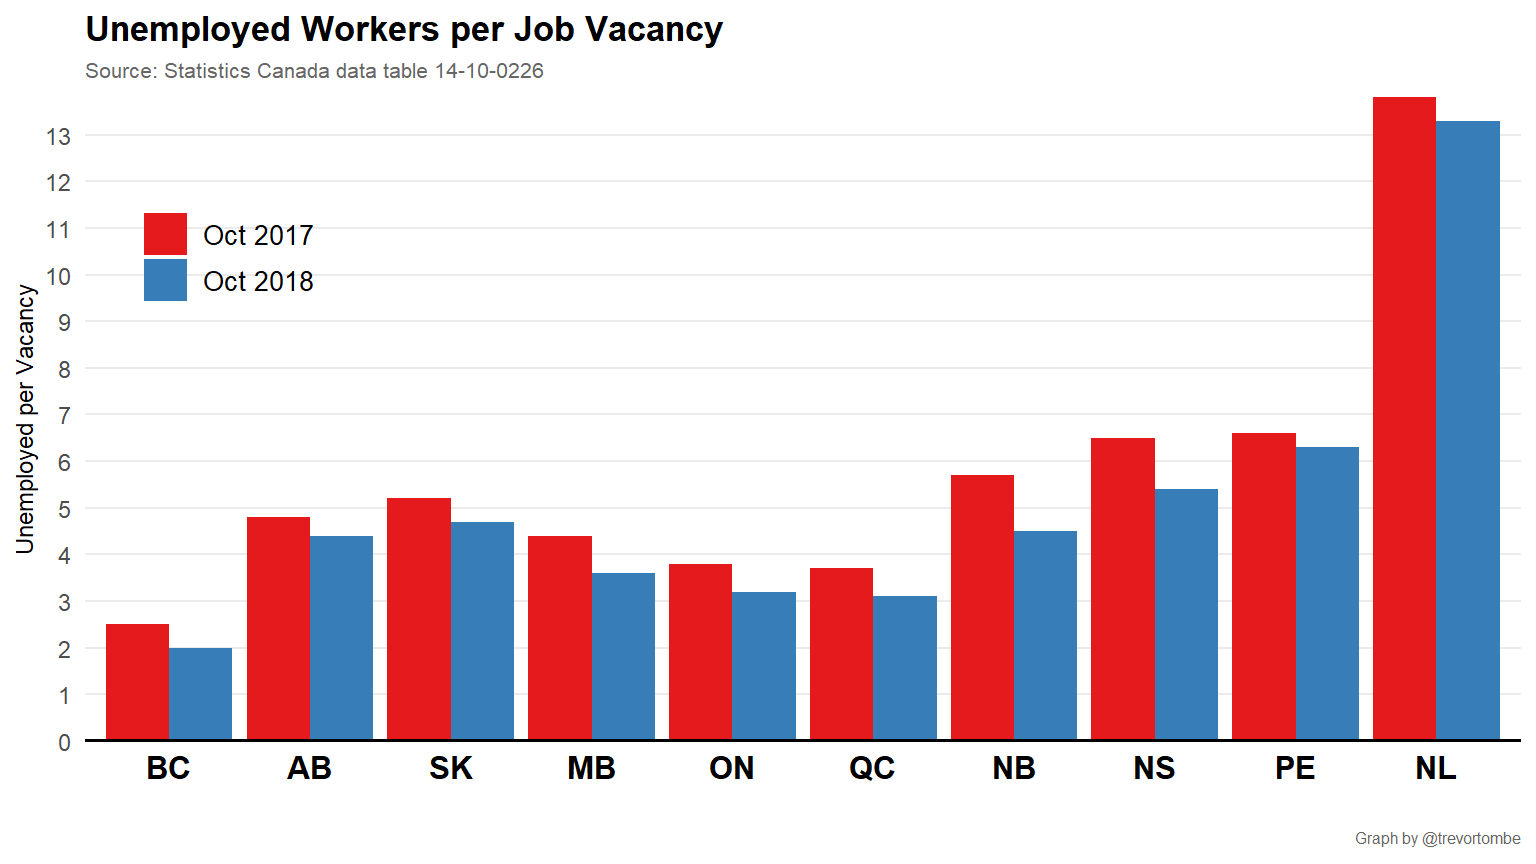 Unemployed Workers per Job Vacancy
Source: Statistics Canada data table 14-10-0226
Unemployed per Vacancy
13
12
11
10
9
8
7
6
5
4
3
2
1
0
Oct 2017
Oct 2018
BC AB SK MB ON QC NB NS PE NL
Graph by @trevortombe